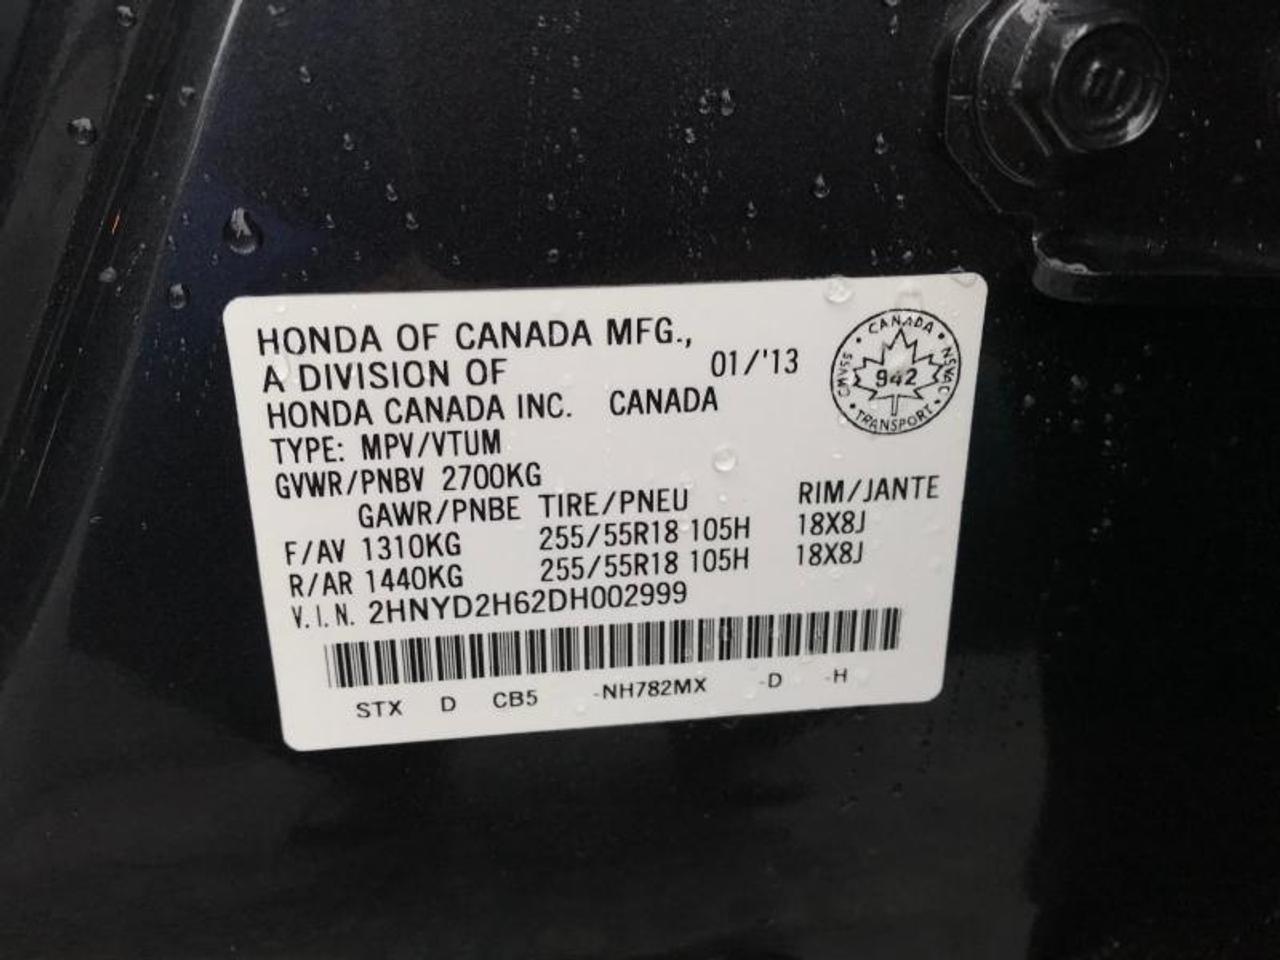 HONDA OF CANADA MFG.,
A DIVISION OF 01/'13
HONDA CANADA INC. CANADA
CANADA • NSVAC • TRANSPORT • CMVSS •
942
TYPE: MPV/VTUM
GVWR/PNBV 2700KG
GAWR/PNBE TIRE/PNEU RIM/JANTE
F/AV 1310KG 255/55R18 105H 18X8J
R/AR 1440KG 255/55R18 105H 18X8J
V.I.N. 2HNYD2H62DH002999
STX D CB5 -NH782MX -D -H